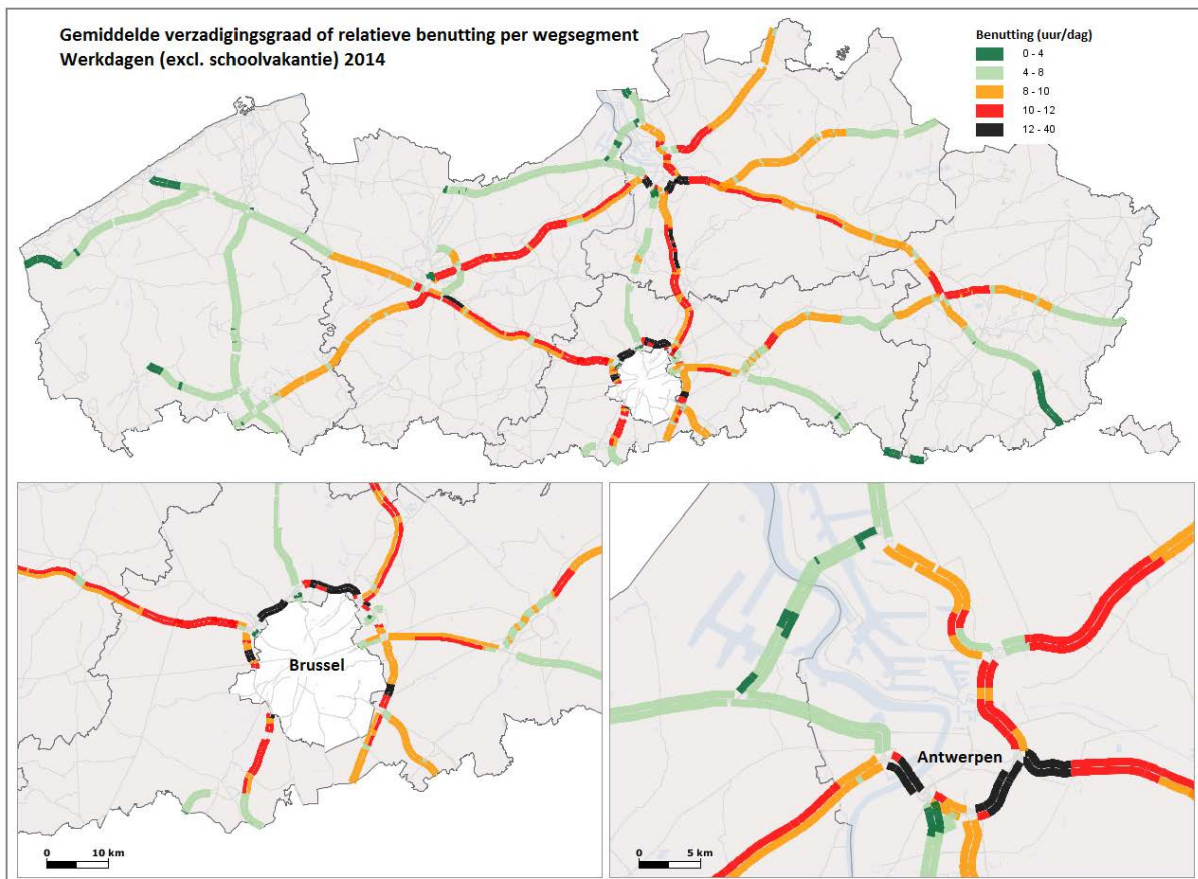 Gemiddelde verzadigingsgraad of relatieve benutting per wegsegment
Werkdagen (excl. schoolvakantie) 2014
Benutting (uur/dag)
0 - 4
4 - 8
8 - 10
10 - 12
12 - 40
Brussel
0 10 km
Antwerpen
0 5 km